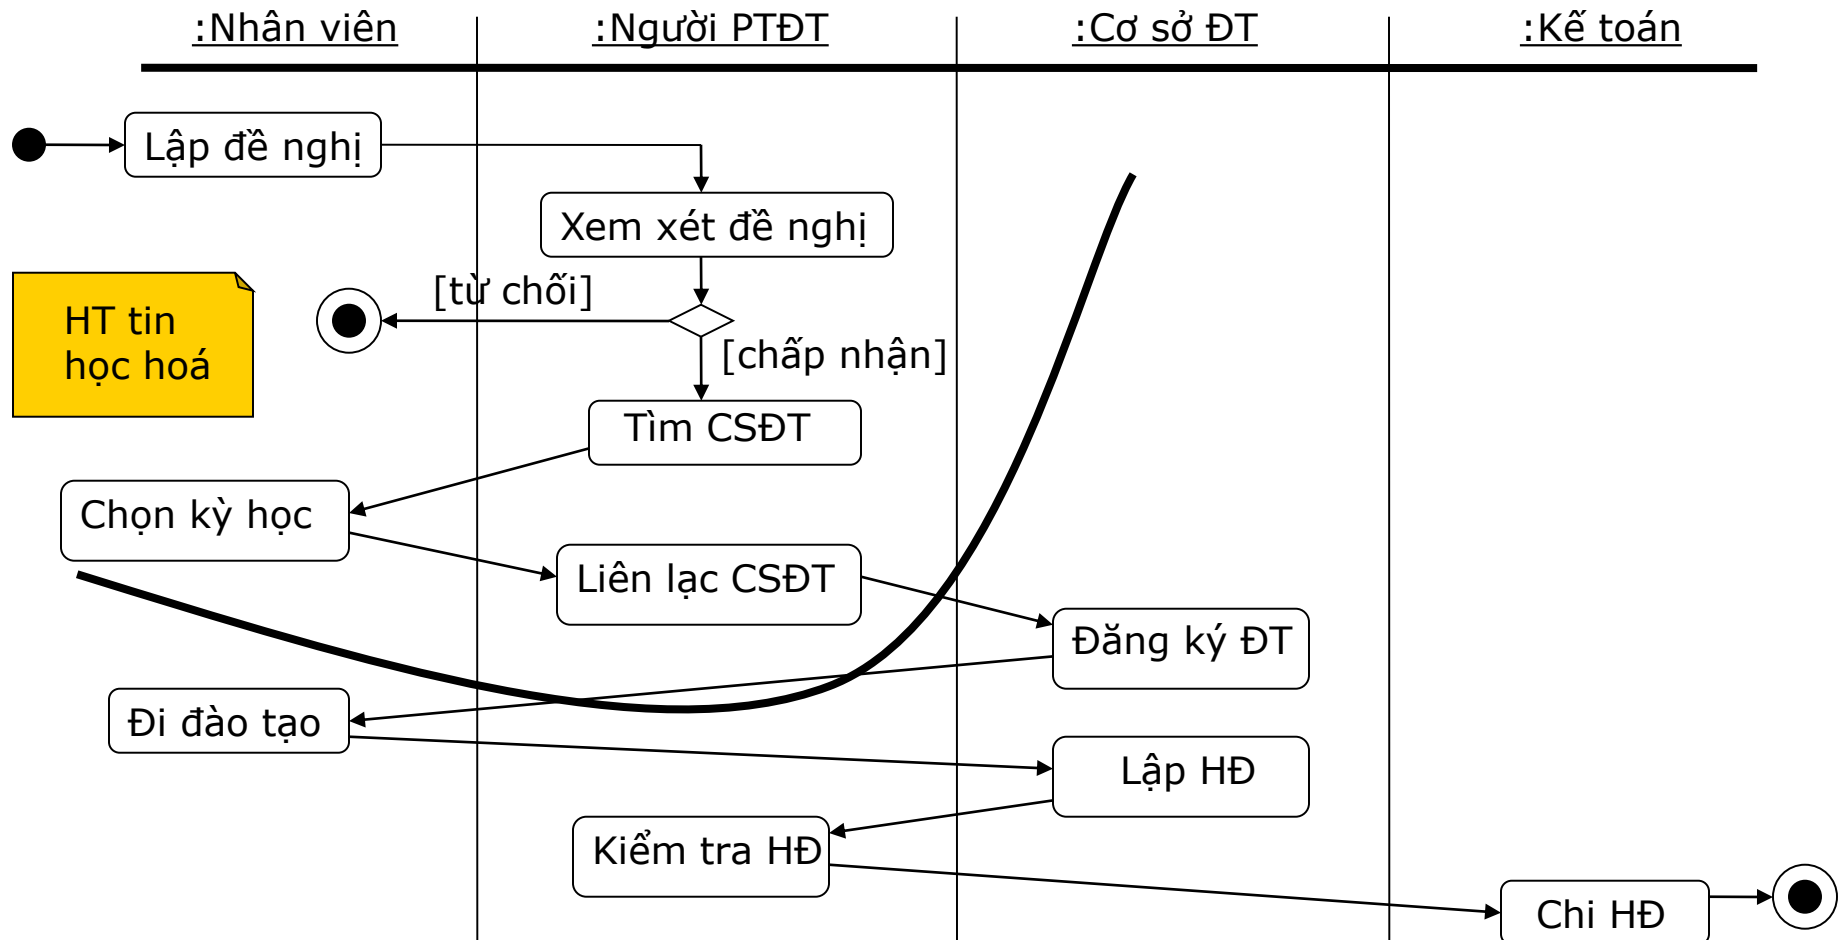 :Nhân viên
:Người PTĐT
:Cơ sở ĐT
:Kế toán
Lập đề nghị
Xem xét đề nghị
[từ chối]
HT tin
học hoá
[chấp nhận]
Tìm CSĐT
Chọn kỳ học
Liên lạc CSĐT
Đăng ký ĐT
Đi đào tạo
Lập HĐ
Kiểm tra HĐ
Chi HĐ